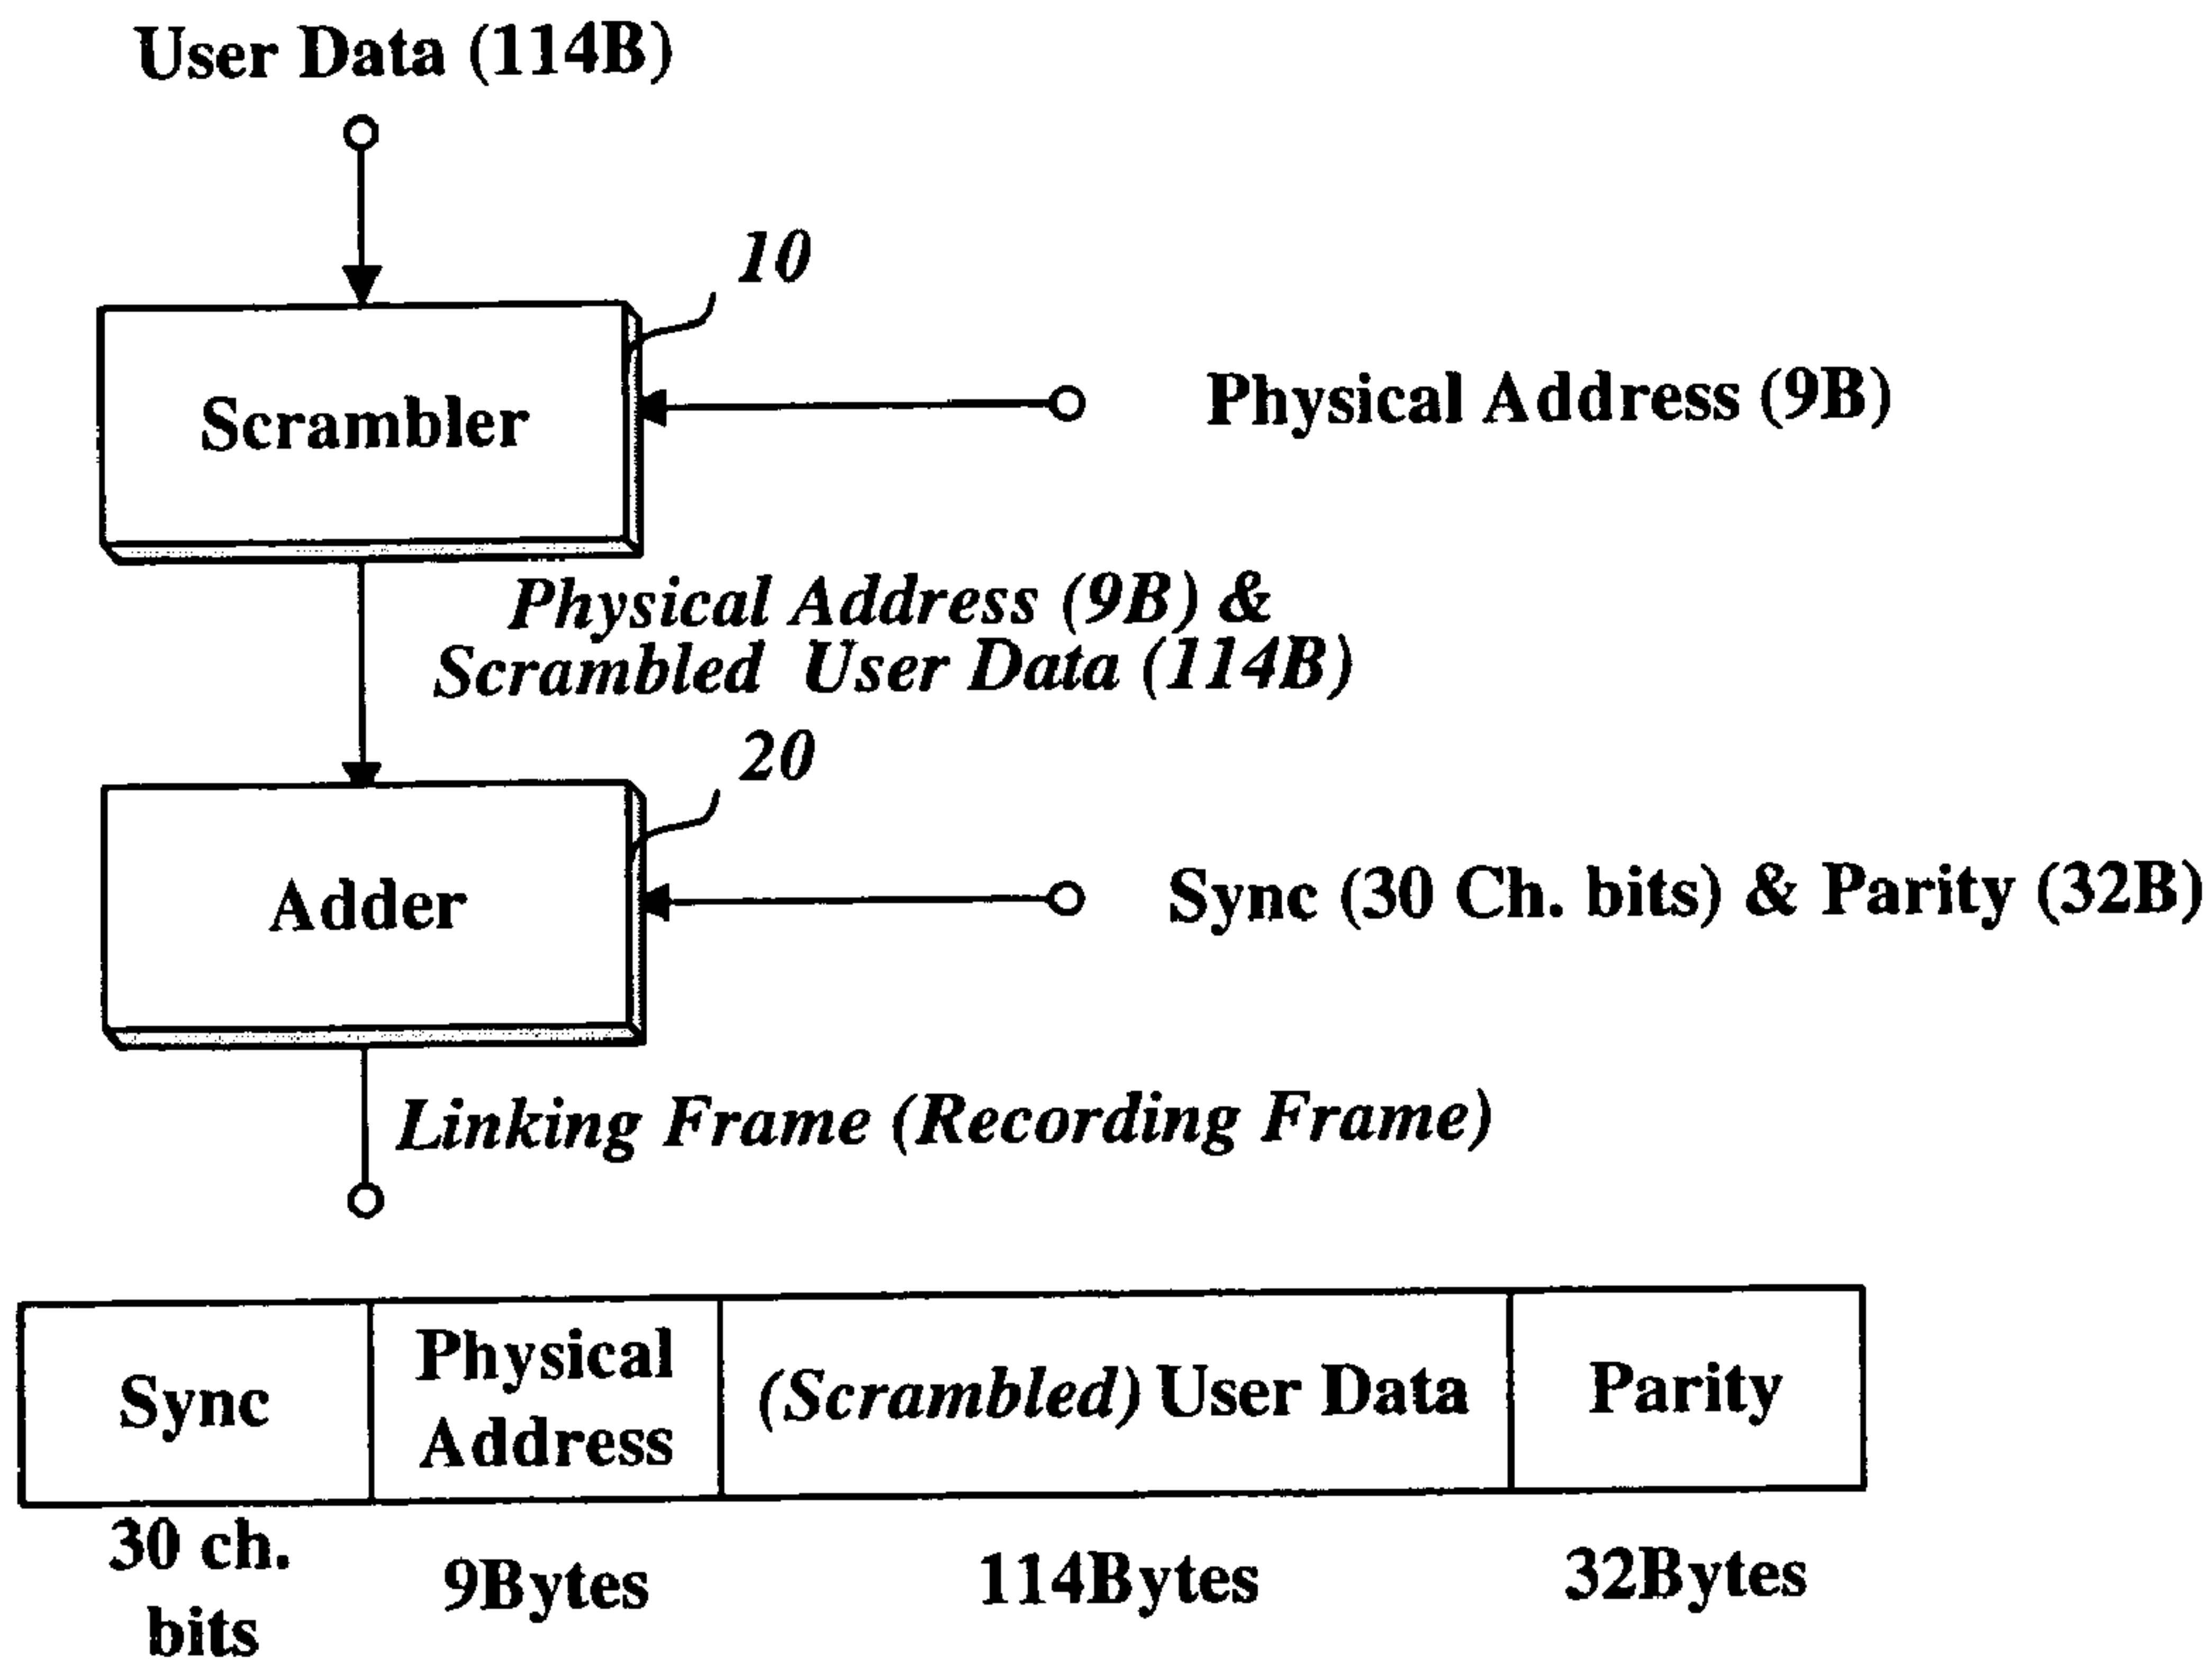 User Data (114B)
10
Scrambler
Physical Address (9B)
Physical Address (9B) &
Scrambled User Data (114B)
20
Adder
Sync (30 Ch. bits) & Parity (32B)
Linking Frame (Recording Frame)
Sync
Physical
Address
(Scrambled) User Data
Parity
30 ch.
bits
9Bytes
114Bytes
32Bytes